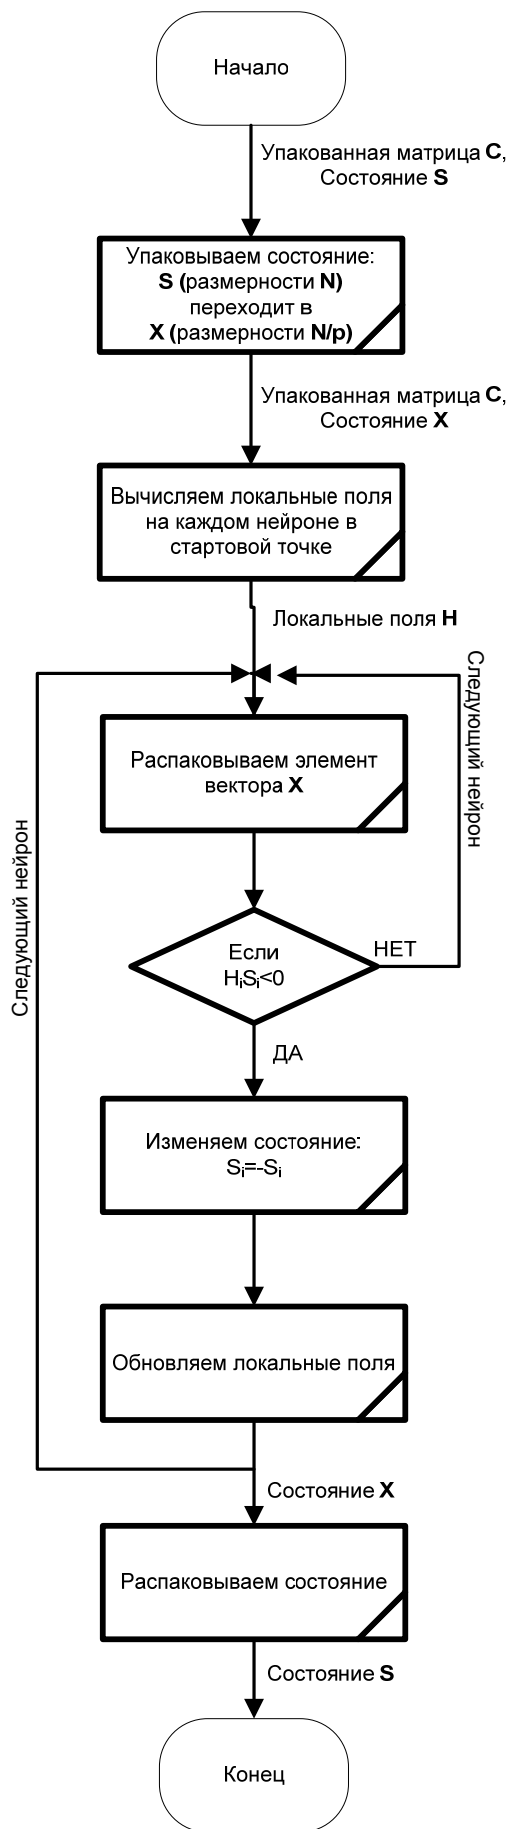 Начало
Упакованная матрица C,
Состояние S
Упаковываем состояние:
S (размерности N)
переходит в
X (размерности N/p)
Упакованная матрица C,
Состояние X
Вычисляем локальные поля
на каждом нейроне в
стартовой точке
Локальные поля H
Следующий нейрон
Распаковываем элемент
вектора X
Следующий нейрон
Если
HiSi<0
НЕТ
ДА
Изменяем состояние:
Si=-Si
Обновляем локальные поля
Состояние X
Распаковываем состояние
Состояние S
Конец